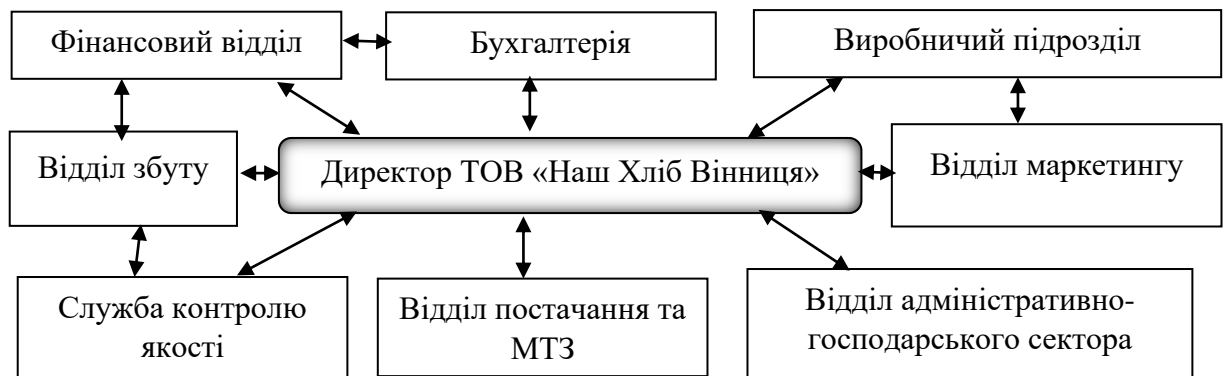 Фінансовий відділ
Бухгалтерія
Виробничий підрозділ
Відділ збуту
Директор ТОВ «Наш Хліб Вінниця»
Відділ маркетингу
Служба контролю
якості
Відділ постачання та
МТЗ
Відділ адміністративно-
господарського сектора